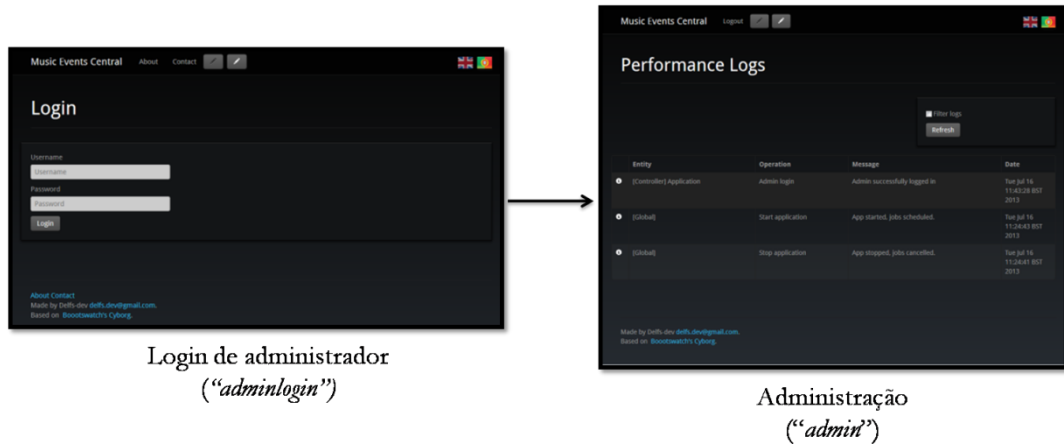 Music Events Central About Contact
Login
Username
Username
Password
Password
Login
About Contact
Made by Delfs-dev delfs.dev@gmail.com.
Based on Boootswatch's Cyborg.
Login de administrador
(“adminlogin”)
Music Events Central Logout
Performance Logs
Filter logs
Refresh
Entity Operation Message Date
[Controller] Application Admin login Admin successfully logged in Tue Jul 16
11:43:28 BST
2013
[Global] Start application App started, jobs scheduled. Tue Jul 16
11:24:43 BST
2013
[Global] Stop application App stopped, jobs cancelled. Tue Jul 16
11:24:41 BST
2013
Made by Delfs-dev delfs.dev@gmail.com.
Based on Boootswatch's Cyborg.
Administração
(“admin”)